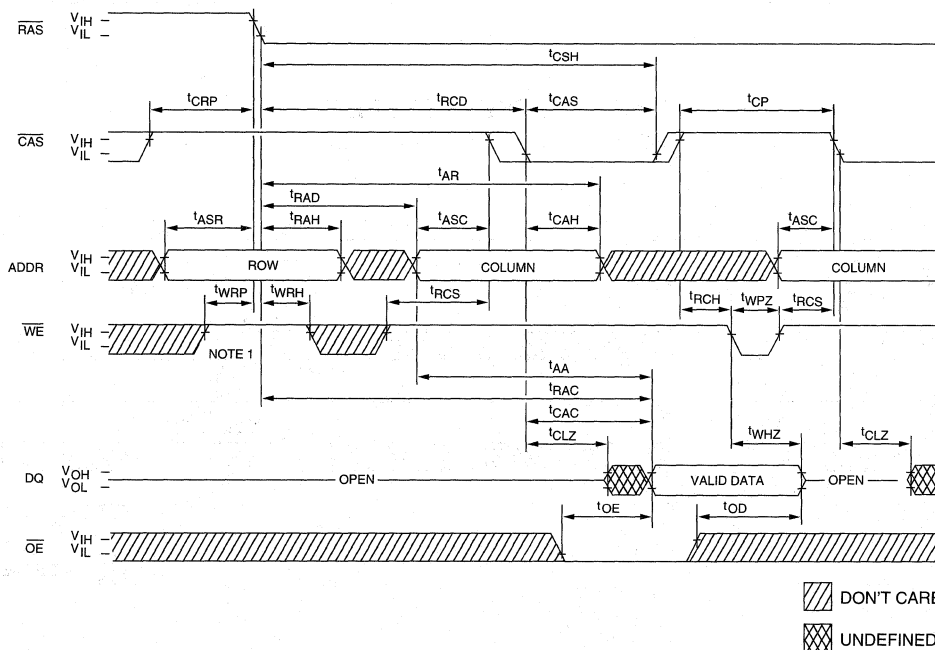 RAS
VIH
VIL
tCSH
tCRP
tRCD
tCAS
tCP
CAS
VIH
VIL
tAR
tRAD
tASR
tRAH
tASC
tCAH
tASC
ADDR
VIH
VIL
ROW
COLUMN
COLUMN
tWRP
tWRH
tRCS
tRCH
tWPZ
tRCS
WE
VIH
VIL
NOTE 1
tAA
tRAC
tCAC
tCLZ
tWHZ
tCLZ
DQ
VOH
VOL
OPEN
VALID DATA
OPEN
tOE
tOD
OE
VIH
VIL
DON'T CARE
UNDEFINED